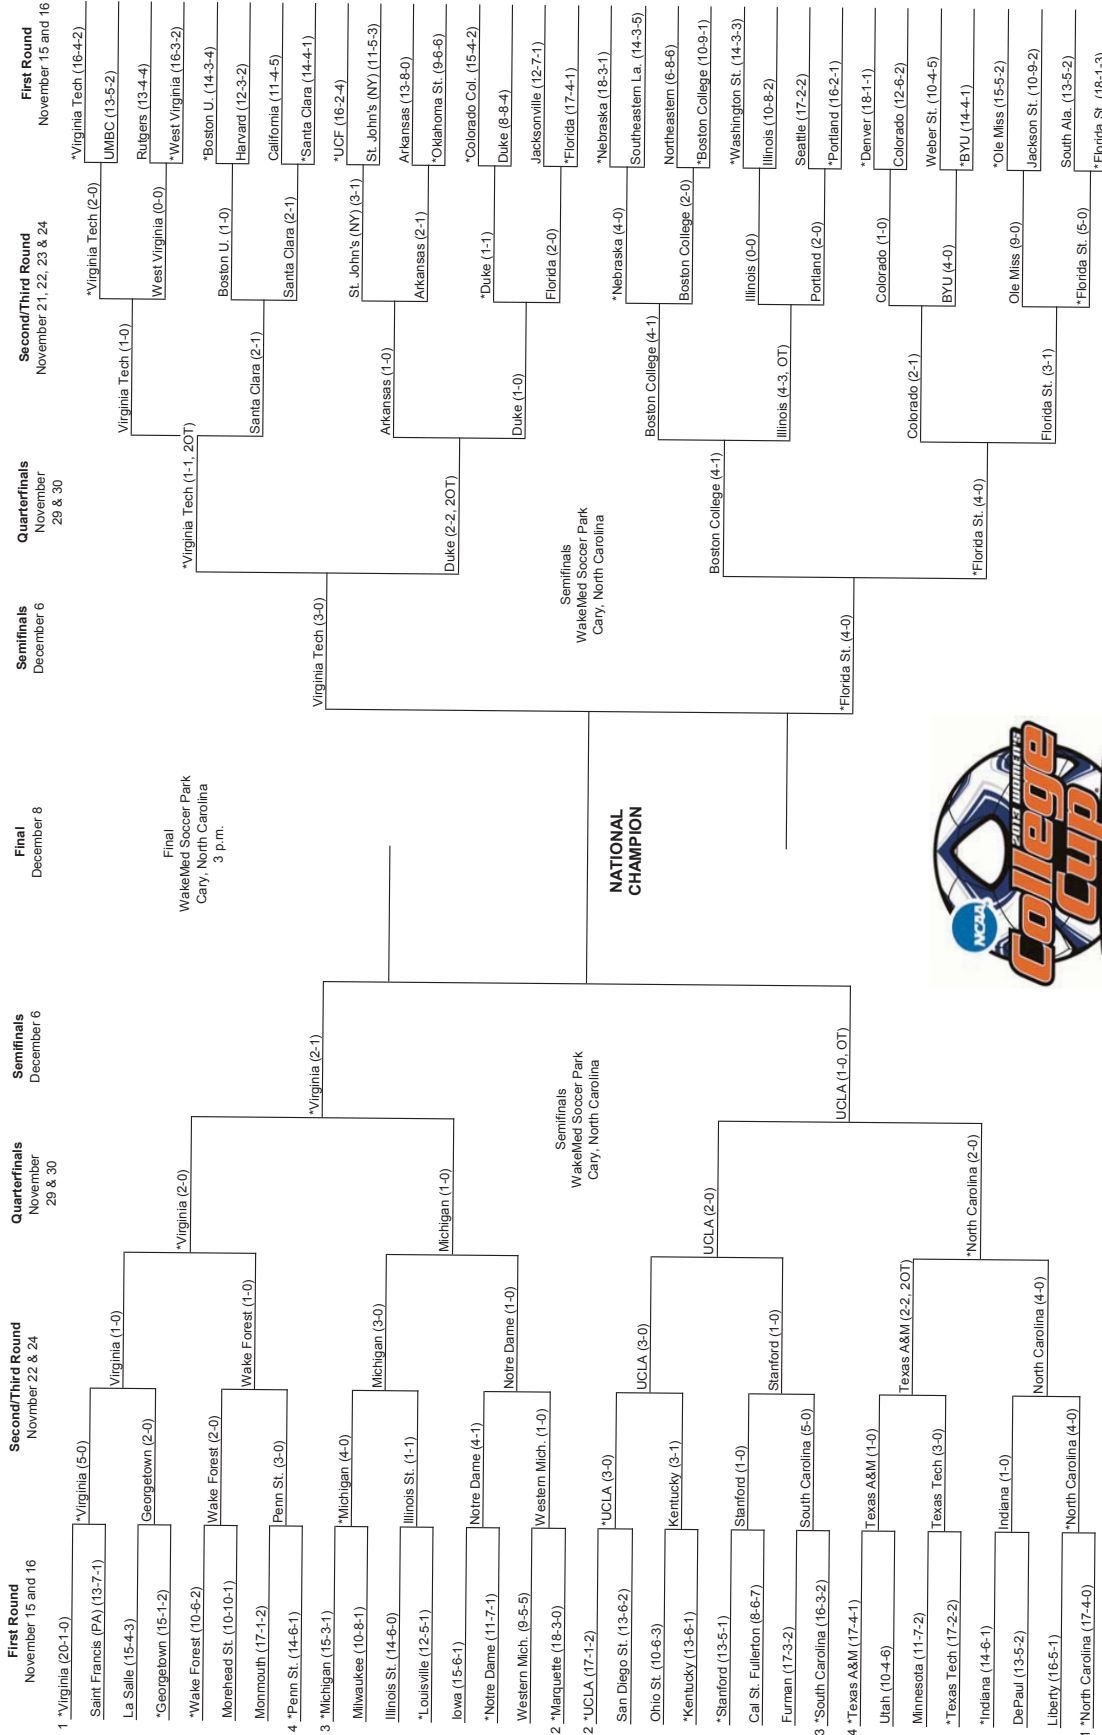 First Round
November 15 and 16
Second/Third Round
Novmber 22 & 24
Quarterfinals
November
29 & 30
Semifinals
December 6
Final
December 8
Semifinals
December 6
Quarterfinals
November
29 & 30
Second/Third Round
November 21, 22, 23 & 24
First Round
November 15 and 16
1 *Virginia (20-1-0)
Saint Francis (PA) (13-7-1)
La Salle (15-4-3)
*Georgetown (15-1-2)
*Wake Forest (10-6-2)
Morehead St. (10-10-1)
Monmouth (17-1-2)
4 *Penn St. (14-6-1)
3 *Michigan (15-3-1)
Milwaukee (10-8-1)
Illinois St. (14-6-0)
*Louisville (12-5-1)
Iowa (15-6-1)
*Notre Dame (11-7-1)
Western Mich. (9-5-5)
2 *Marquette (18-3-0)
2 *UCLA (17-1-2)
San Diego St. (13-6-2)
Ohio St. (10-6-3)
*Kentucky (13-6-1)
*Stanford (13-5-1)
Cal St. Fullerton (8-6-7)
Furman (17-3-2)
3 *South Carolina (16-3-2)
4 *Texas A&M (17-4-1)
Utah (10-4-6)
Minnesota (11-7-2)
*Texas Tech (17-2-2)
*Indiana (14-6-1)
DePaul (13-5-2)
Liberty (16-5-1)
1 *North Carolina (17-4-0)
*Virginia (5-0)
Georgetown (2-0)
Wake Forest (2-0)
Penn St. (3-0)
*Michigan (4-0)
Illinois St. (1-1)
Notre Dame (4-1)
Western Mich. (1-0)
*UCLA (3-0)
Kentucky (3-1)
Stanford (1-0)
South Carolina (5-0)
Texas A&M (1-0)
Texas Tech (3-0)
Indiana (1-0)
*North Carolina (4-0)
Virginia (1-0)
Wake Forest (1-0)
Michigan (3-0)
Notre Dame (1-0)
UCLA (3-0)
Stanford (1-0)
Texas A&M (2-2, 2OT)
North Carolina (4-0)
*Virginia (2-0)
Michigan (1-0)
UCLA (2-0)
*North Carolina (2-0)
*Virginia (2-1)
UCLA (1-0, OT)
Semifinals
WakeMed Soccer Park
Cary, North Carolina
Final
WakeMed Soccer Park
Cary, North Carolina
3 p.m.
NATIONAL
CHAMPION
NCAA
2013 WOMEN'S
College
Cup
Semifinals
WakeMed Soccer Park
Cary, North Carolina
Virginia Tech (3-0)
*Florida St. (4-0)
*Virginia Tech (1-1, 2OT)
Duke (2-2, 2OT)
Boston College (4-1)
*Florida St. (4-0)
Virginia Tech (1-0)
Santa Clara (2-1)
Arkansas (1-0)
Duke (1-0)
Boston College (4-1)
Illinois (4-3, OT)
Colorado (2-1)
Florida St. (3-1)
*Virginia Tech (2-0)
West Virginia (0-0)
Boston U. (1-0)
Santa Clara (2-1)
St. John's (NY) (3-1)
Arkansas (2-1)
*Duke (1-1)
Florida (2-0)
*Nebraska (4-0)
Boston College (2-0)
Illinois (0-0)
Portland (2-0)
Colorado (1-0)
BYU (4-0)
Ole Miss (9-0)
*Florida St. (5-0)
*Virginia Tech (16-4-2)
UMBC (13-5-2)
Rutgers (13-4-4)
*West Virginia (16-3-2)
*Boston U. (14-3-4)
Harvard (12-3-2)
California (11-4-5)
*Santa Clara (14-4-1)
*UCF (16-2-4)
St. John's (NY) (11-5-3)
Arkansas (13-8-0)
*Oklahoma St. (9-6-6)
*Colorado Col. (15-4-2)
Duke (8-8-4)
Jacksonville (12-7-1)
*Florida (17-4-1)
*Nebraska (18-3-1)
Southeastern La. (14-3-5)
Northeastern (6-8-6)
*Boston College (10-9-1)
*Washington St. (14-3-3)
Illinois (10-8-2)
Seattle (17-2-2)
*Portland (16-2-1)
*Denver (18-1-1)
Colorado (12-6-2)
Weber St. (10-4-5)
*BYU (14-4-1)
*Ole Miss (15-5-2)
Jackson St. (10-9-2)
South Ala. (13-5-2)
*Florida St. (18-1-3)